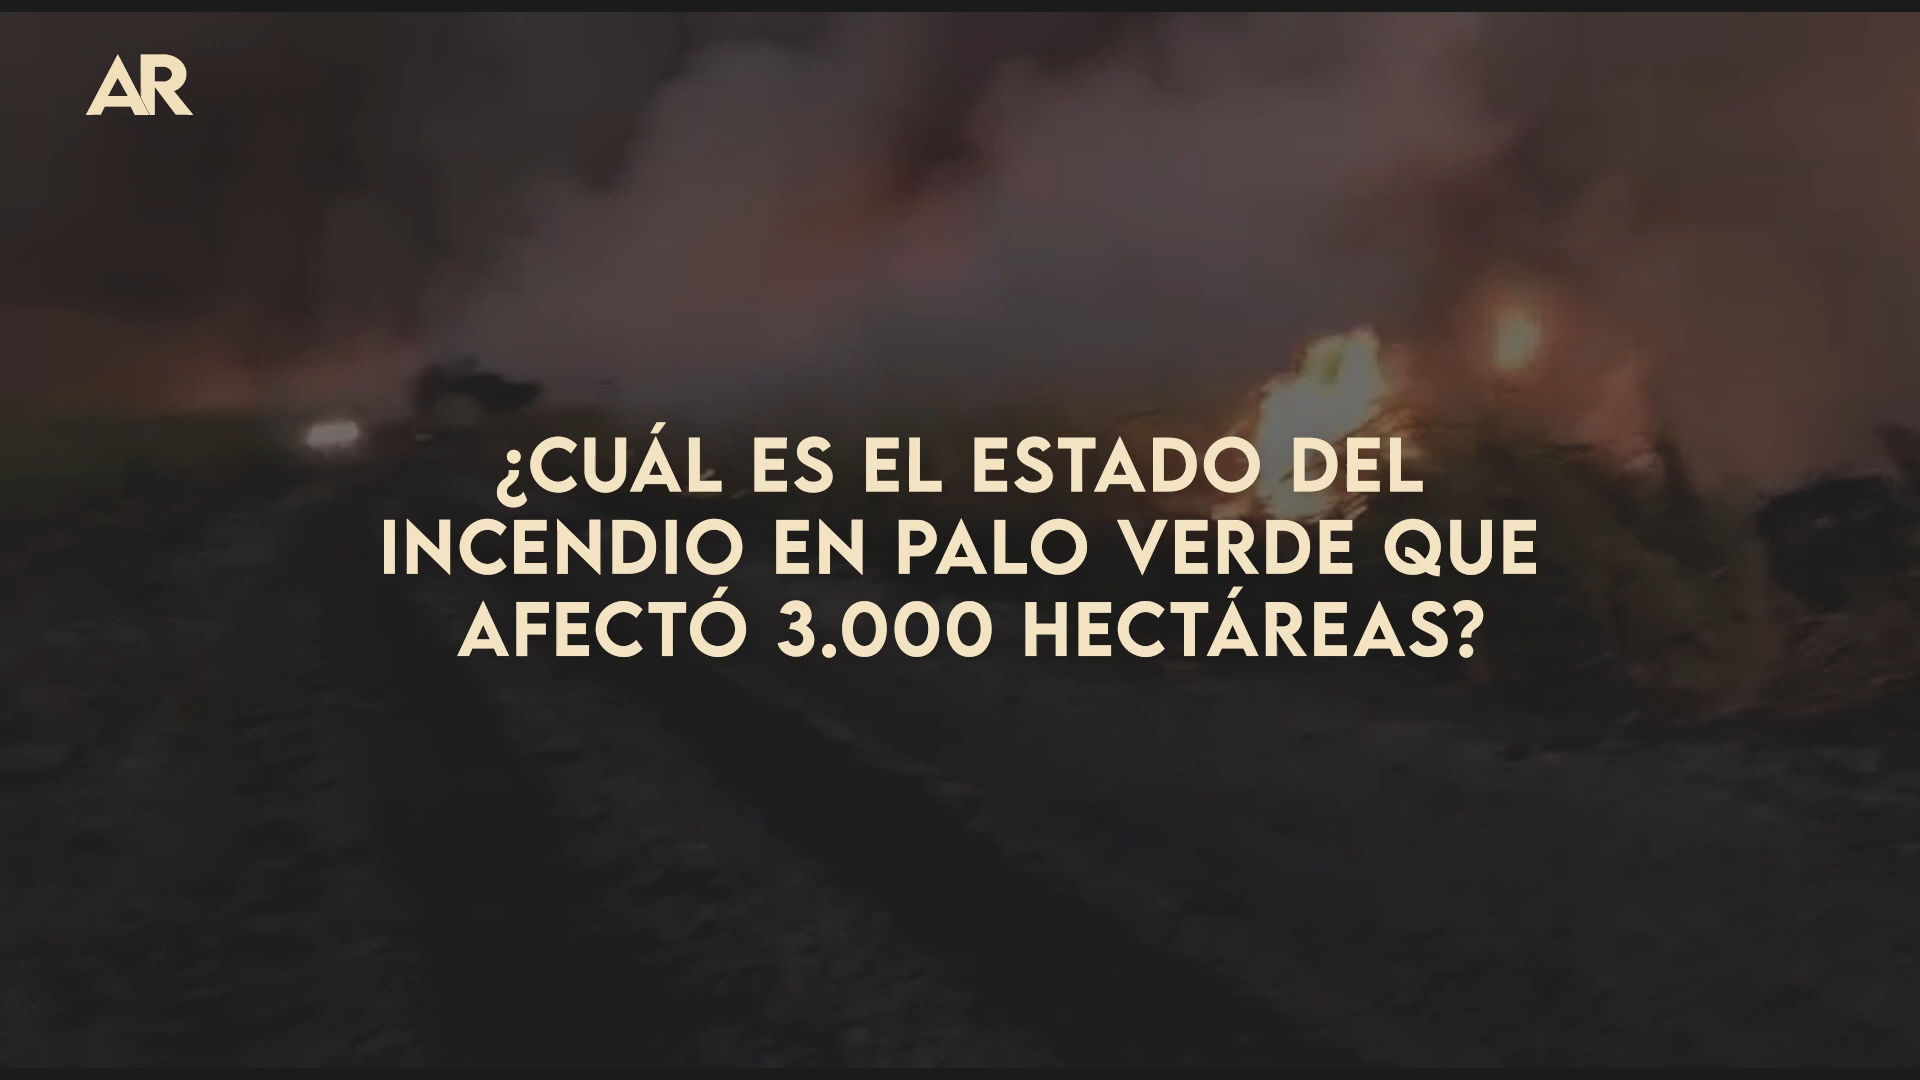 AR
¿CUÁL ES EL ESTADO DEL
INCENDIO EN PALO VERDE QUE
AFECTÓ 3.000 HECTÁREAS?